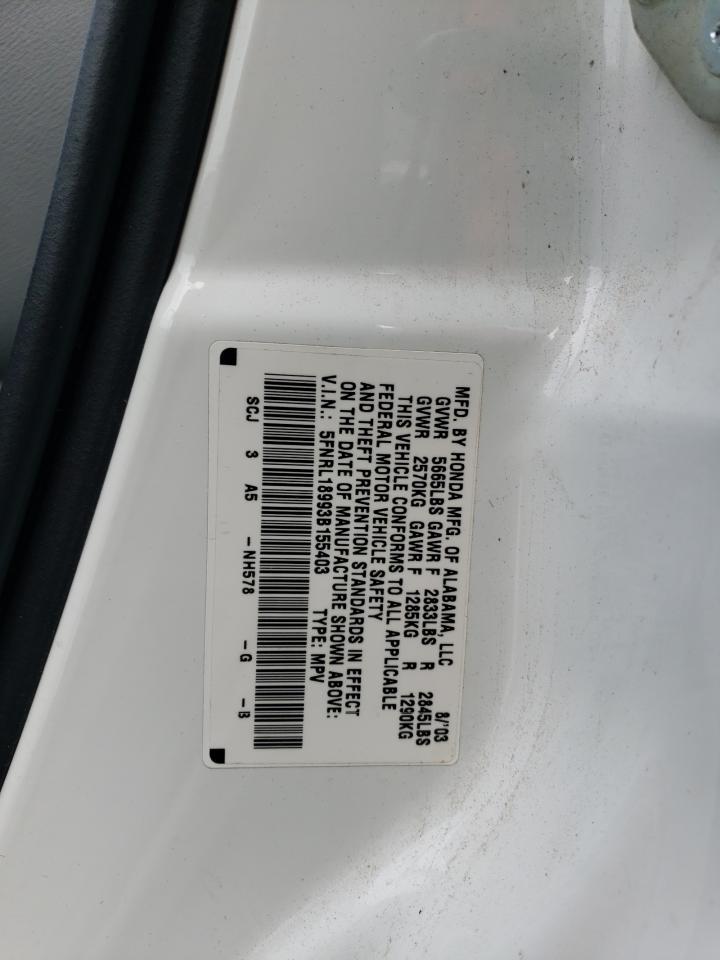 MFD. BY HONDA MFG. OF ALABAMA, LLC 8/'03
GVWR 5665LBS GAWR F 2833LBS R 2845LBS
GVWR 2570KG GAWR F 1285KG R 1290KG
THIS VEHICLE CONFORMS TO ALL APPLICABLE
FEDERAL MOTOR VEHICLE SAFETY
AND THEFT PREVENTION STANDARDS IN EFFECT
ON THE DATE OF MANUFACTURE SHOWN ABOVE:
V.I.N.: 5FNRL18993B155403 TYPE: MPV
SCJ 3 A5 -NH578 -G -B